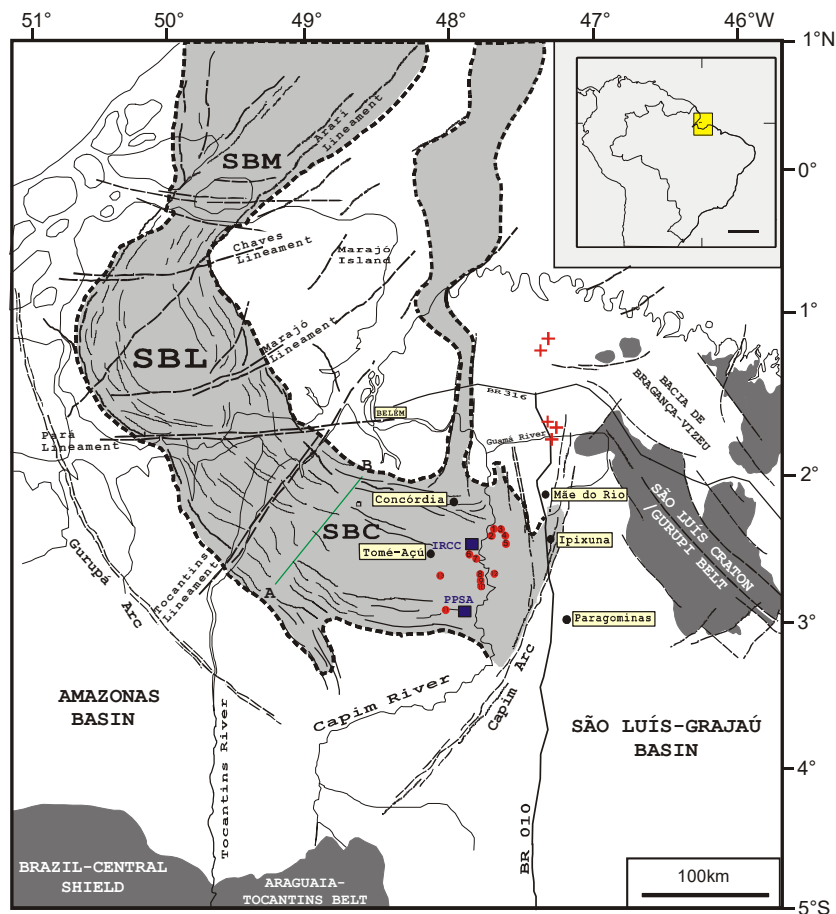 51° 50° 49° 48° 47° 46°W
1°N
0°
1°
2°
3°
4°
5°S
SBM
Arari
Lineament
Chaves
Lineament
Marajó
Island
SBL
Marajó
Lineament
BELÉM
BR 316
BACIA DE
BRAGANÇA-VIZEU
Pará
Lineament
Guamá River
B
Concórdia
Mãe do Rio
SBC
IRCC
Ipixuna
Tomé-Açú
SÃO LUÍS CRATON
/GURUPI BELT
Tocantins
Lineament
Gurupá Arc
A
PPSA
Paragominas
Capim River
Capim Arc
AMAZONAS
BASIN
SÃO LUÍS-GRAJAÚ
BASIN
Tocantins River
BR 010
BRAZIL-CENTRAL
SHIELD
ARAGUAIA-
TOCANTINS BELT
100km